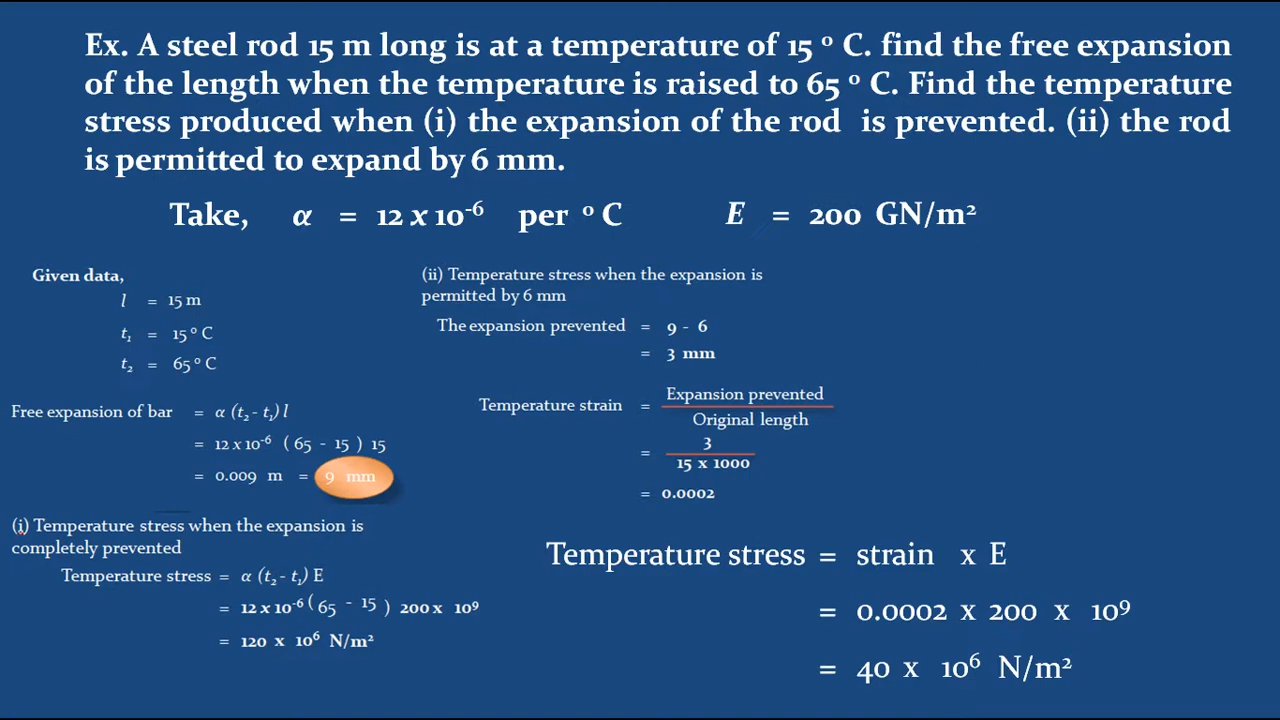 Ex. A steel rod 15 m long is at a temperature of 15 ⁰ C. find the free expansion
of the length when the temperature is raised to 65 ⁰ C. Find the temperature
stress produced when (i) the expansion of the rod is prevented. (ii) the rod
is permitted to expand by 6 mm.
Take, α = 12 x 10⁻⁶ per ⁰ C E = 200 GN/m²
Given data,
l = 15 m
t₁ = 15 ⁰ C
t₂ = 65 ⁰ C
Free expansion of bar = α (t₂ - t₁) l
= 12 x 10⁻⁶ ( 65 - 15 ) 15
= 0.009 m = 9 mm
(i) Temperature stress when the expansion is
completely prevented
Temperature stress = α (t₂ - t₁) E
= 12 x 10⁻⁶ ( 65 - 15 ) 200 x 10⁹
= 120 x 10⁶ N/m²
(ii) Temperature stress when the expansion is
permitted by 6 mm
The expansion prevented = 9 - 6
= 3 mm
Temperature strain = Expansion prevented
Original length
= 3
15 x 1000
= 0.0002
Temperature stress = strain x E
= 0.0002 x 200 x 10⁹
= 40 x 10⁶ N/m²